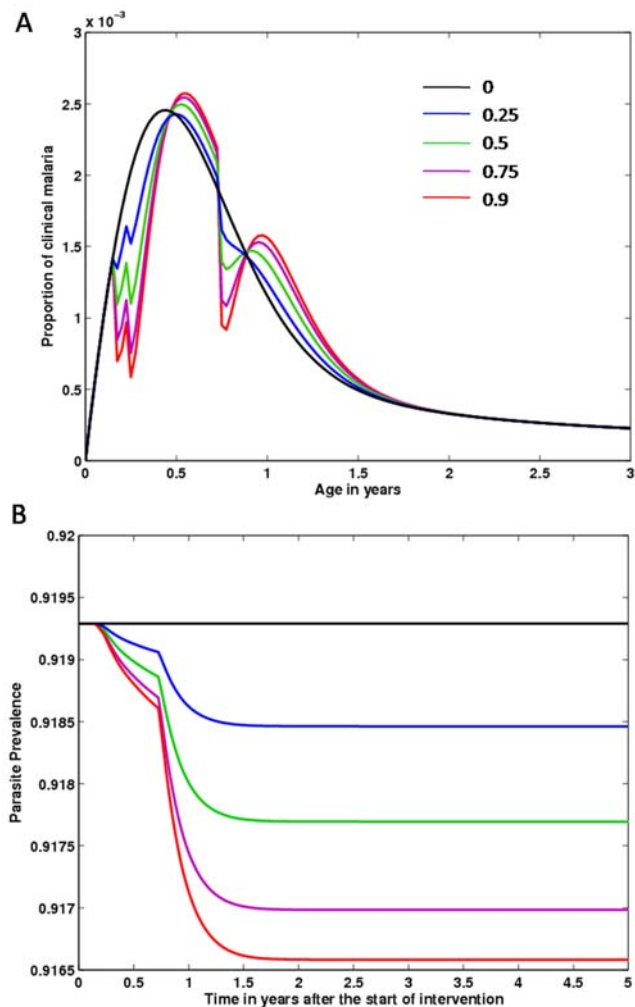 A
x 10⁻³
3
2.5
2
1.5
1
0.5
0
Proportion of clinical malaria
0
0.25
0.5
0.75
0.9
0 0.5 1 1.5 2 2.5 3
Age in years
B
0.92
0.9195
0.919
0.9185
0.918
0.9175
0.917
0.9165
Parasite Prevalence
0 0.5 1 1.5 2 2.5 3 3.5 4 4.5 5
Time in years after the start of intervention